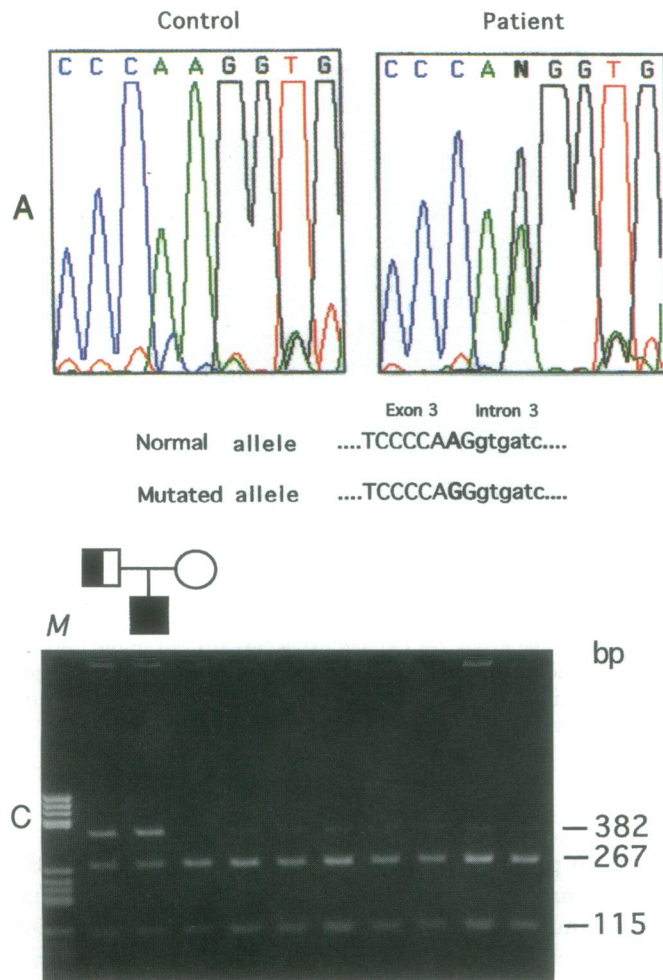 Control Patient
A
C C C A A G G T G
C C C A N G G T G
Exon 3 Intron 3
Normal allele ....TCCCCAAGgtgatc....
Mutated allele ....TCCCCAGGgtgatc....
M
bp
C
382
267
115